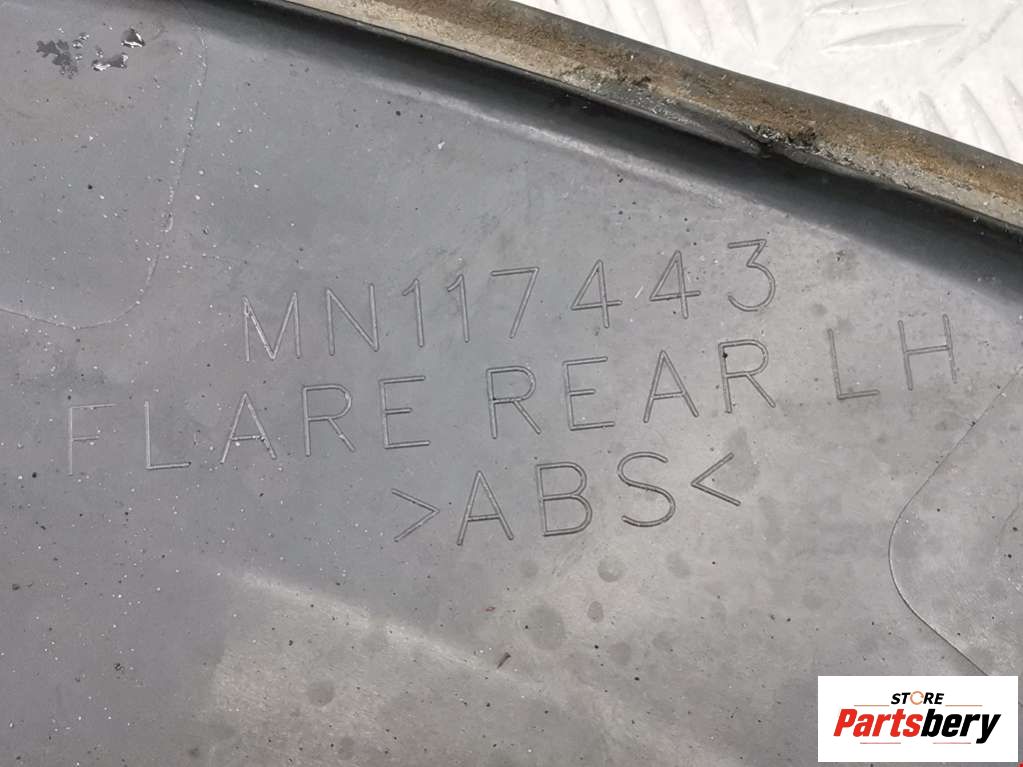 MN117443
FLARE REAR LH
>ABS<
STORE
Partsbery